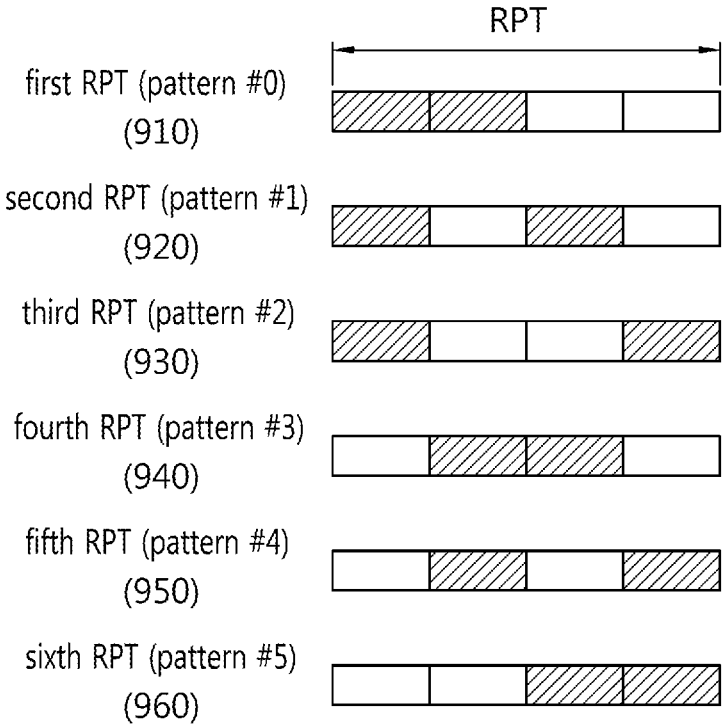 RPT
first RPT (pattern #0)
(910)
second RPT (pattern #1)
(920)
third RPT (pattern #2)
(930)
fourth RPT (pattern #3)
(940)
fifth RPT (pattern #4)
(950)
sixth RPT (pattern #5)
(960)